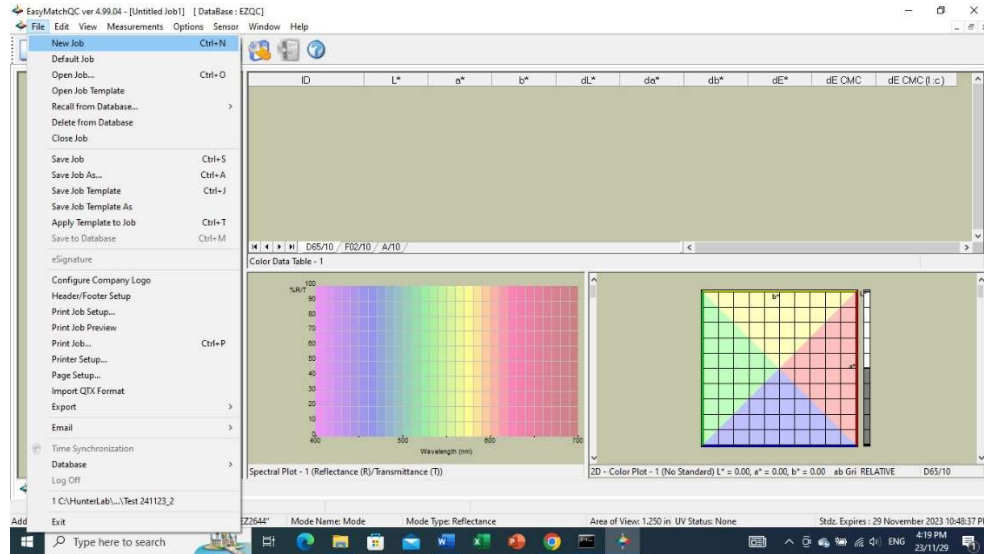 EasyMatchQC ver 4.99.04 - [Untitled Job1] [ DataBase : EZQC]
File Edit View Measurements Options Sensor Window Help
New Job Ctrl+N
Default Job
Open Job... Ctrl+O
Open Job Template
Recall from Database...
Delete from Database
Close Job
Save Job Ctrl+S
Save Job As... Ctrl+A
Save Job Template Ctrl+J
Save Job Template As
Apply Template to Job Ctrl+T
Save to Database Ctrl+M
eSignature
Configure Company Logo
Header/Footer Setup
Print Job Setup...
Print Job Preview
Print Job... Ctrl+P
Printer Setup...
Page Setup...
Import QTX Format
Export
Email
Time Synchronization
Database
Log Off
1 C:\HunterLab\...\Test 241123_2
Exit
ID L* a* b* dL* da* db* dE* dE CMC dE CMC (l :c )
D65/10 F02/10 A/10
Color Data Table - 1
%R/T
100
90
80
70
60
50
40
30
20
10
0
400 500 600 700
Wavelength (nm)
Spectral Plot - 1 (Reflectance (R)/Transmittance (T))
b*
L*
a*
2D - Color Plot - 1 (No Standard) L* = 0.00, a* = 0.00, b* = 0.00 ab Gri RELATIVE D65/10
Add
EZ2644" Mode Name: Mode Mode Type: Reflectance Area of View: 1.250 in UV Status: None Stdz. Expires : 29 November 2023 10:48:37 P
Type here to search
ENG
4:19 PM
23/11/29